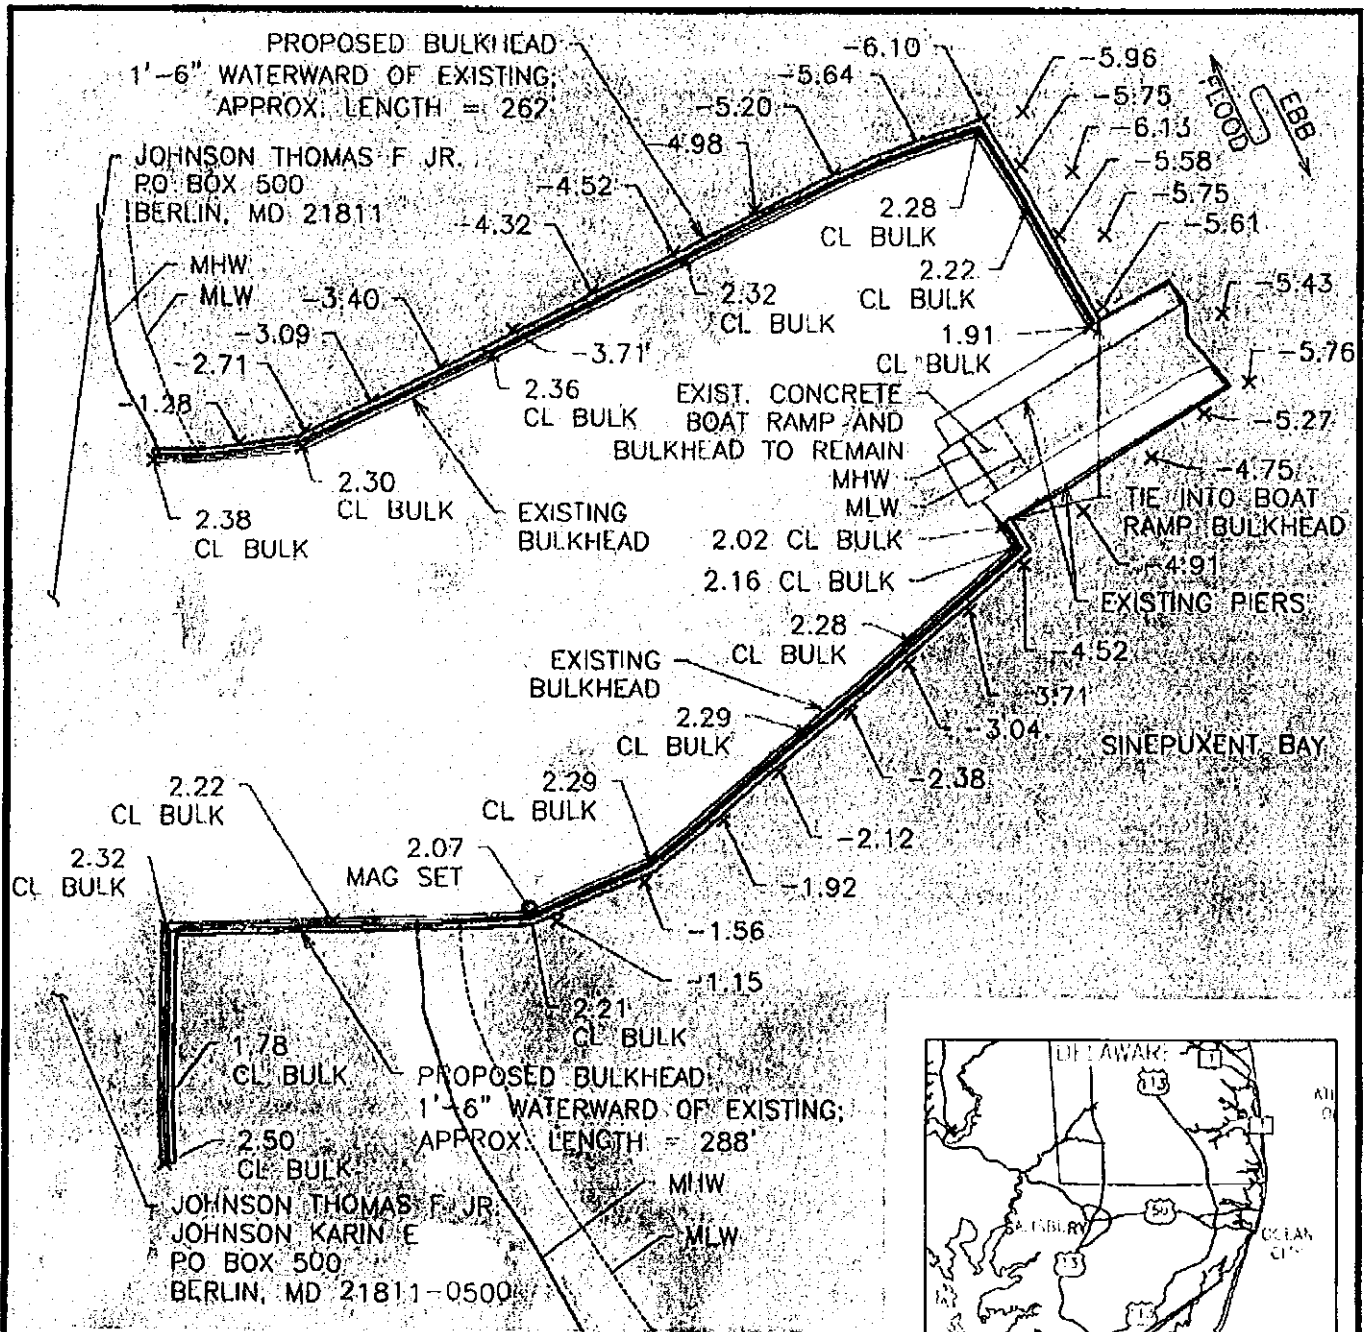 PROPOSED BULKHEAD
1'-6" WATERWARD OF EXISTING;
APPROX. LENGTH = 262'
-6.10
-5.64
-5.20
-4.98
-4.52
-4.32
-3.40
-3.09
-2.71
-1.28
-5.96
-5.75
-6.13
-5.58
-5.75
-5.61
-5.43
-5.76
-5.27
-4.75
FLOOD
EBB
JOHNSON THOMAS F JR.
PO BOX 500
BERLIN, MD 21811
MHW
MLW
2.28
CL BULK
2.22
CL BULK
1.91
CL BULK
2.32
CL BULK
-3.71
2.36
CL BULK
2.30
CL BULK
2.38
CL BULK
EXISTING
BULKHEAD
EXIST. CONCRETE
BOAT RAMP AND
BULKHEAD TO REMAIN
MHW
MLW
TIE INTO BOAT
RAMP BULKHEAD
2.02 CL BULK
2.16 CL BULK
-4.91
EXISTING PIERS
2.28
CL BULK
-4.52
-3.71
-3.04
EXISTING
BULKHEAD
2.29
CL BULK
SINEPUXENT BAY
-2.38
2.29
CL BULK
-2.12
2.22
CL BULK
2.07
MAG SET
-1.92
2.32
CL BULK
-1.56
-1.15
2.21
CL BULK
1.78
CL BULK
PROPOSED BULKHEAD
1'-6" WATERWARD OF EXISTING;
APPROX. LENGTH = 288'
2.50
CL BULK
MHW
MLW
JOHNSON THOMAS F JR.
JOHNSON KARIN E
PO BOX 500
BERLIN, MD 21811-0500
DELAWARE
1
113
50
SALISBURY
OCEAN
CITY
13
113